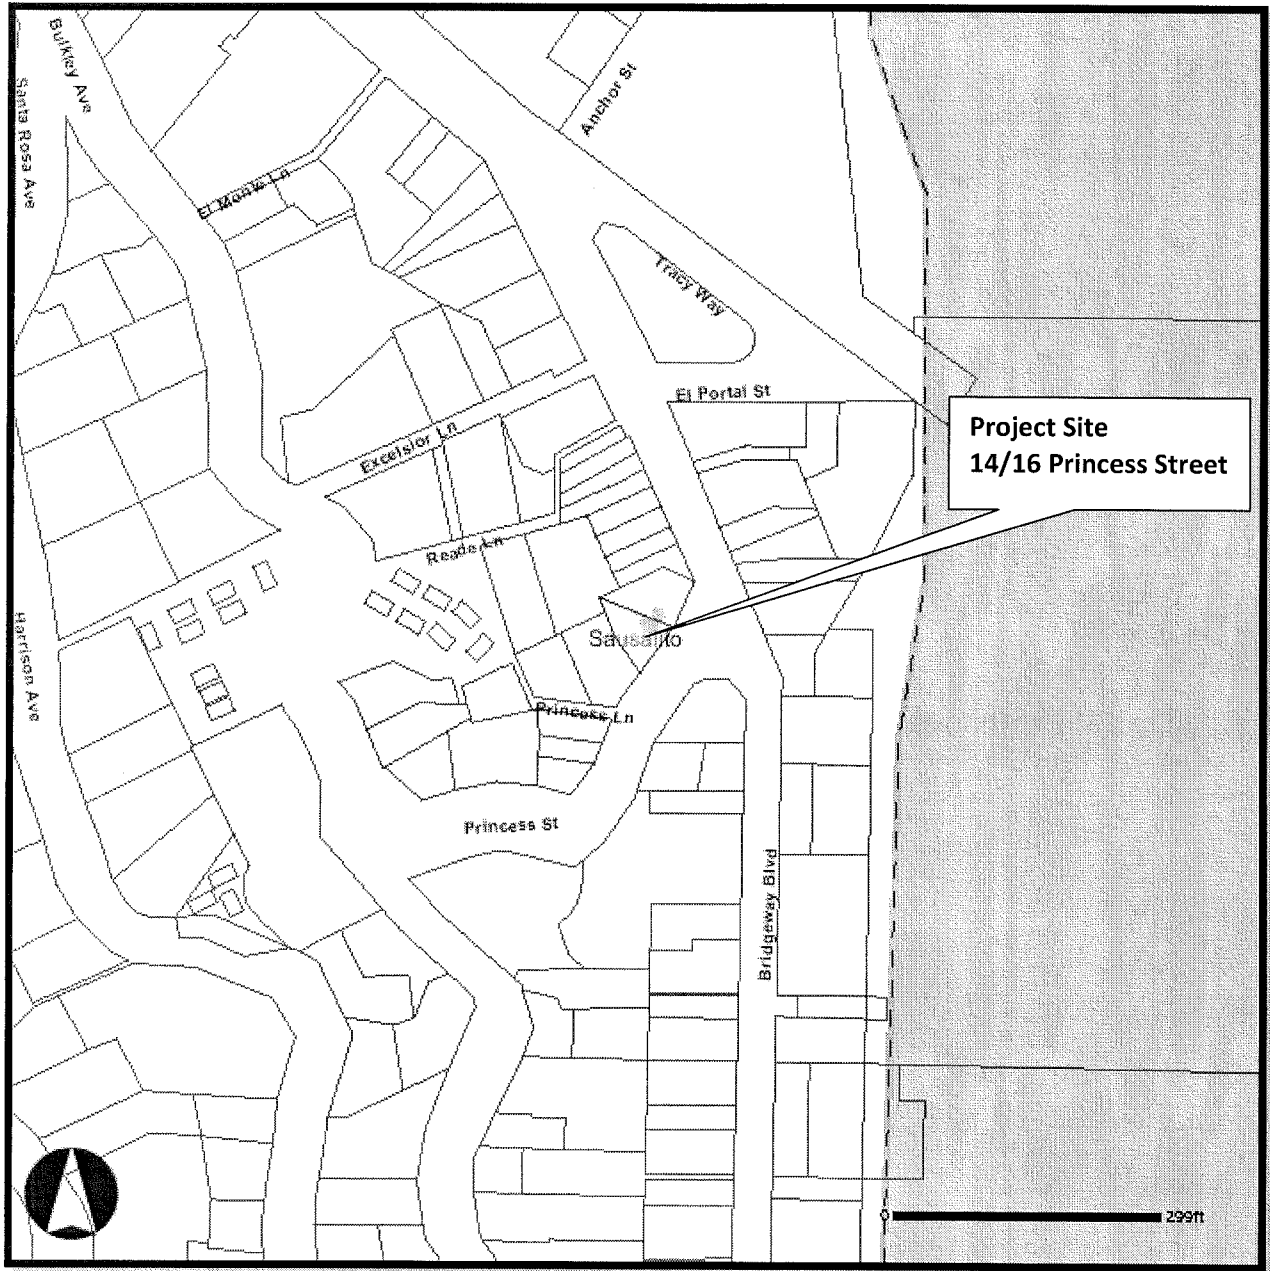 Bulkley Ave
Santa Rosa Ave
Anchor St
El Monte Ln
Tracy Way
El Portal St
Project Site
14/16 Princess Street
Excelsior Ln
Reade Ln
Sausalito
Harrison Ave
Princess Ln
Princess St
Bridgeway Blvd
0 299ft